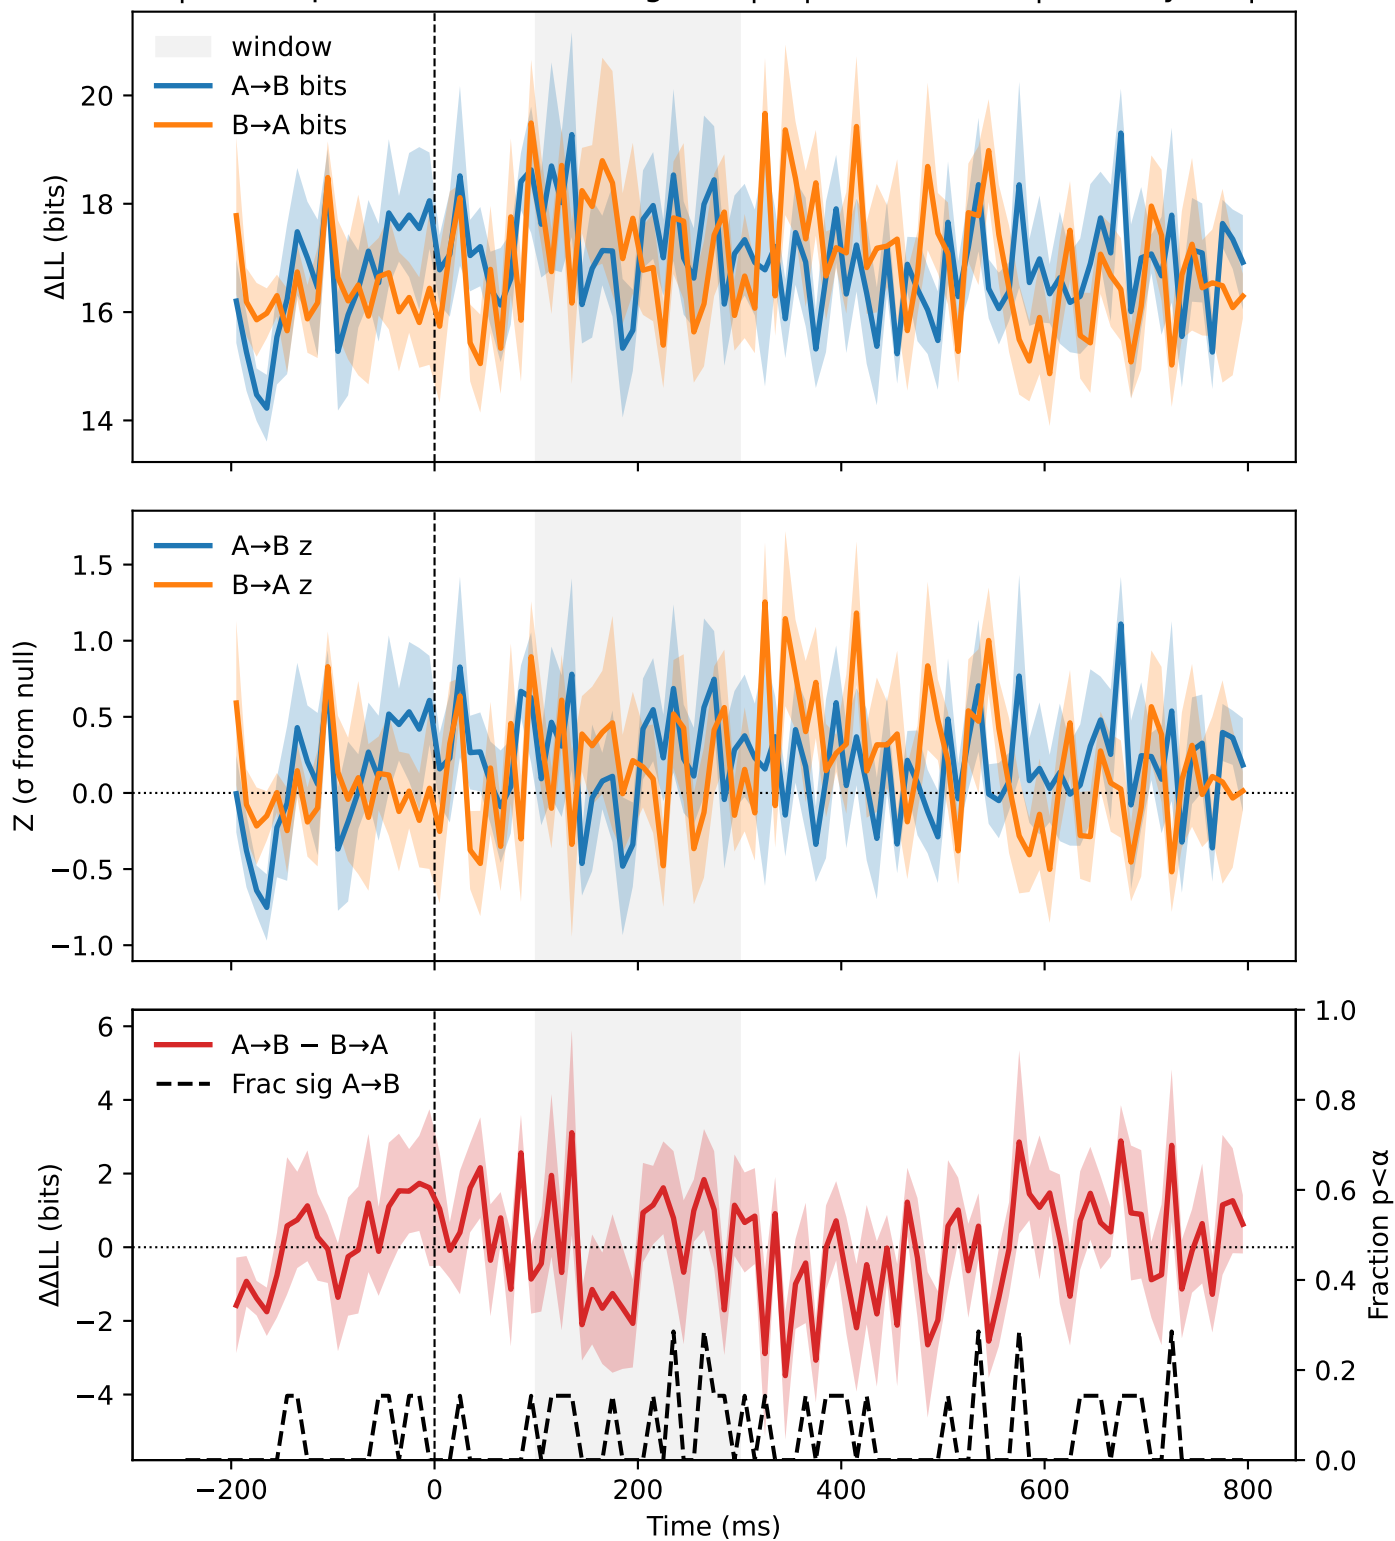 window
A→B bits
B→A bits
20
18
16
14
ΔLL (bits)
A→B z
B→A z
1.5
1.0
0.5
0.0
−0.5
−1.0
Z (σ from null)
A→B − B→A
Frac sig A→B
6
4
2
0
−2
−4
ΔΔLL (bits)
1.0
0.8
0.6
0.4
0.2
0.0
Fraction p<α
−200 0 200 400 600 800
Time (ms)